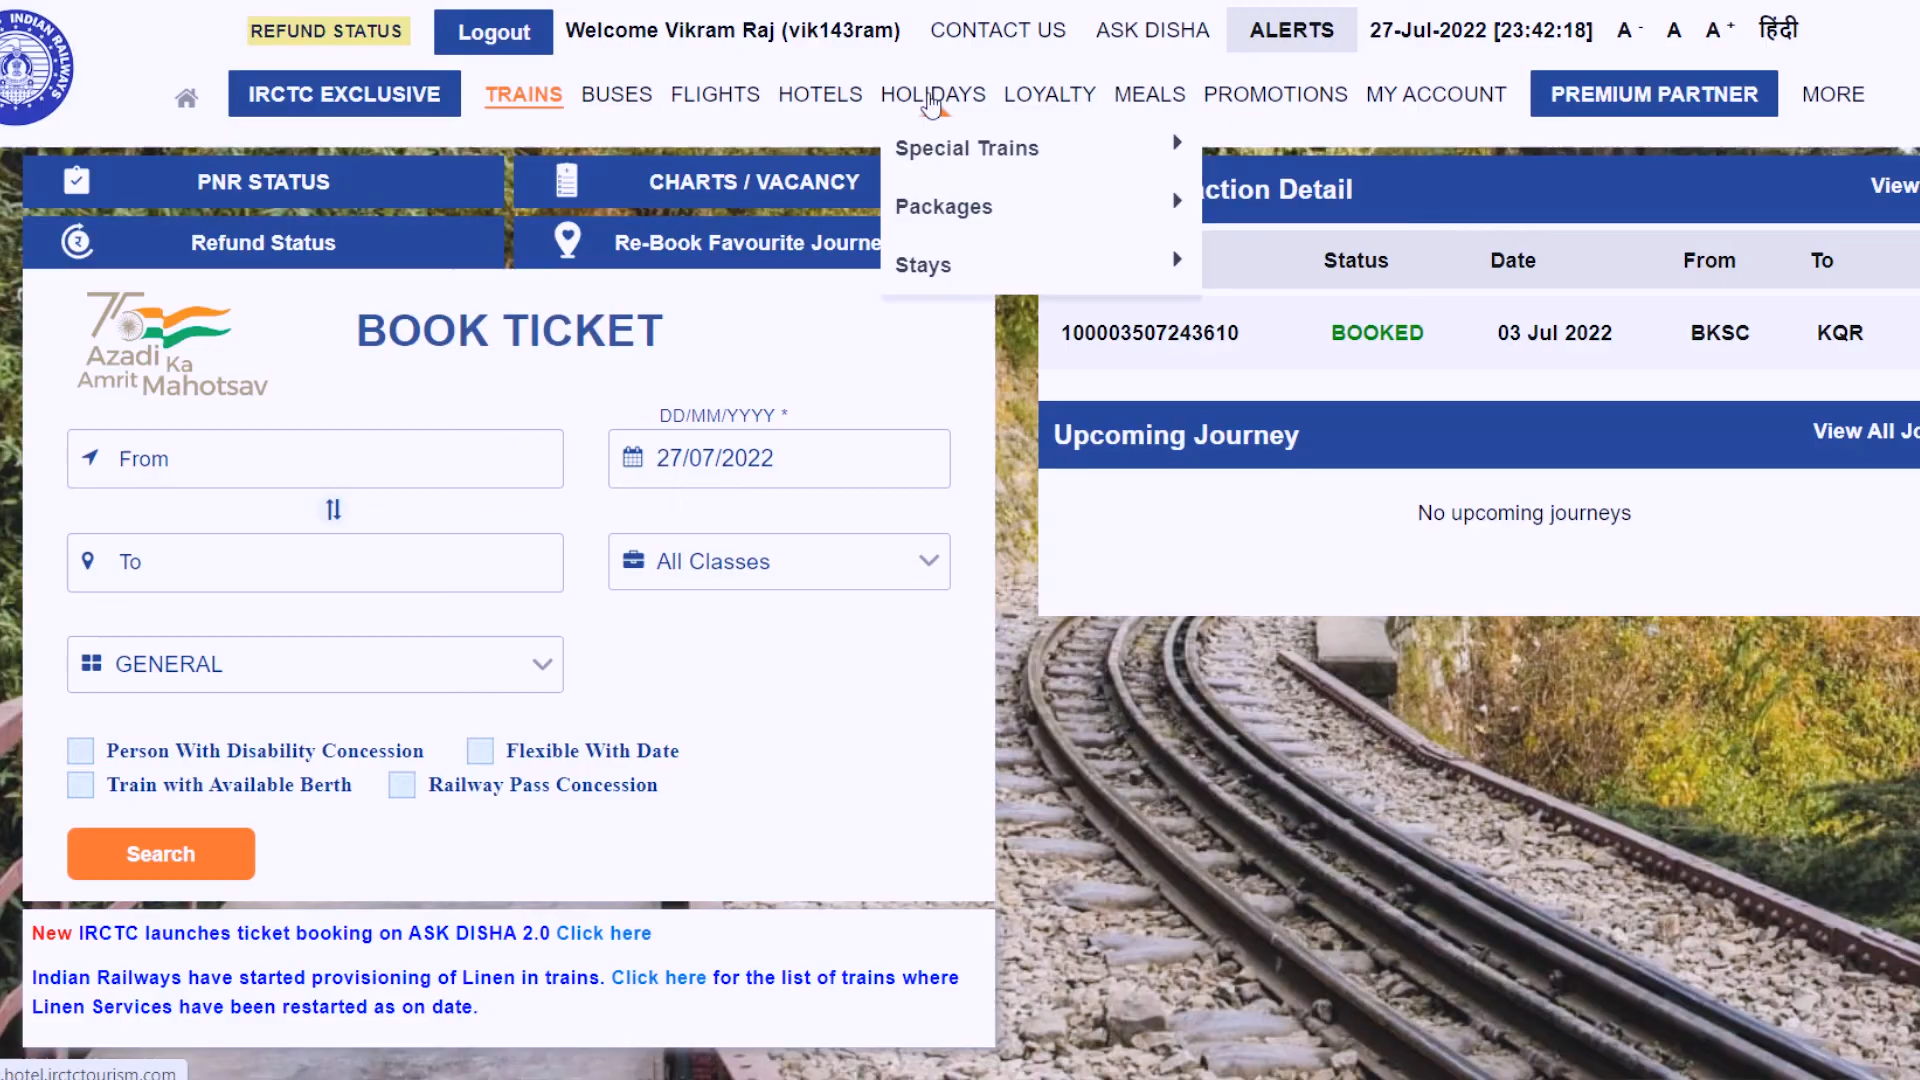 INDIAN RAILWAYS
REFUND STATUS Logout Welcome Vikram Raj (vik143ram) CONTACT US ASK DISHA ALERTS 27-Jul-2022 [23:42:18] A - A A + हिंदी
IRCTC EXCLUSIVE TRAINS BUSES FLIGHTS HOTELS HOLIDAYS LOYALTY MEALS PROMOTIONS MY ACCOUNT PREMIUM PARTNER MORE
Special Trains
Packages
Stays
PNR STATUS CHARTS / VACANCY
Refund Status Re-Book Favourite Journe
ction Detail View
Status Date From To
100003507243610 BOOKED 03 Jul 2022 BKSC KQR
Upcoming Journey View All Jo
No upcoming journeys
75
Azadi Ka
Amrit Mahotsav
BOOK TICKET
DD/MM/YYYY *
From 27/07/2022
To All Classes
GENERAL
Person With Disability Concession Flexible With Date
Train with Available Berth Railway Pass Concession
Search
New IRCTC launches ticket booking on ASK DISHA 2.0 Click here
Indian Railways have started provisioning of Linen in trains. Click here for the list of trains where
Linen Services have been restarted as on date.
.hotel.irctctourism.com